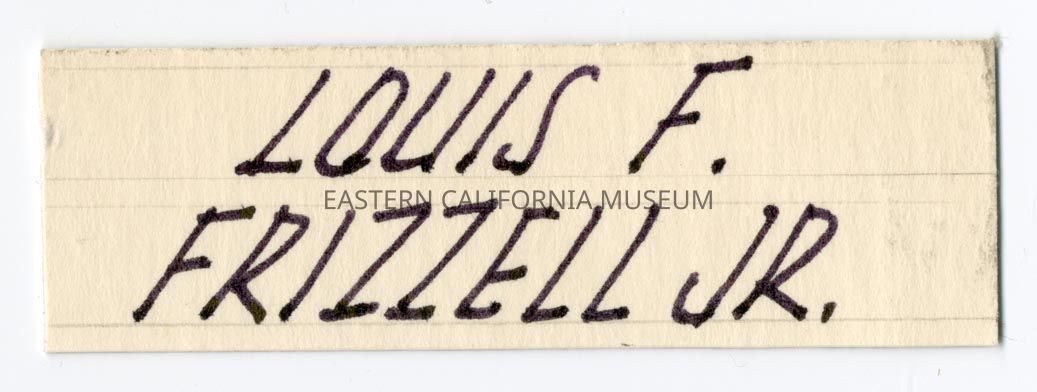 LOUIS F.
EASTERN CALIFORNIA MUSEUM
FRIZZELL JR.